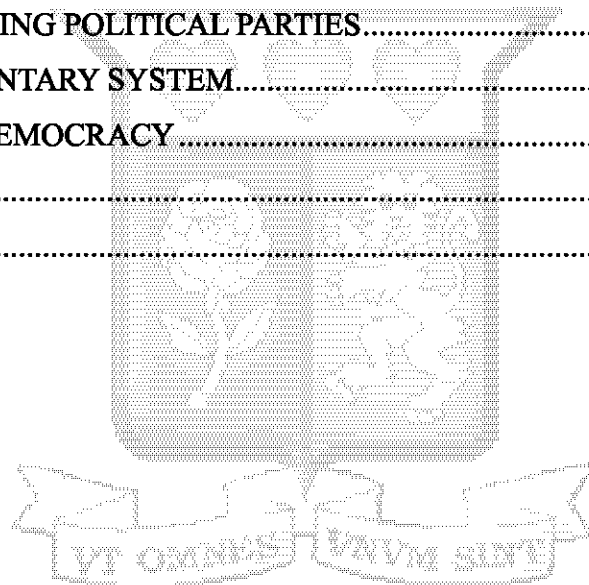 ING POLITICAL PARTIES..............................
NTARY SYSTEM..............................................
EMOCRACY.....................................................
................................................................................
................................................................................
VT OMNES VNVM SINT